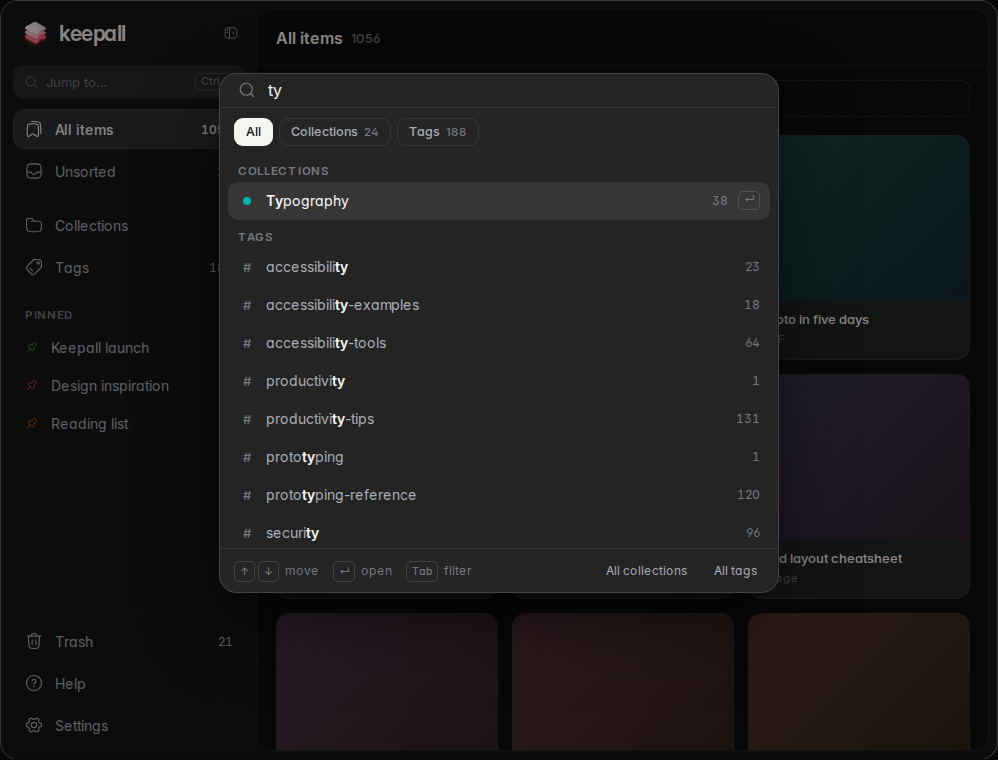 keepall
Jump to...
Ctrl
All items
Unsorted
Collections
Tags
PINNED
Keepall launch
Design inspiration
Reading list
Trash 21
Help
Settings
All items 1056
ty
All
Collections 24
Tags 188
COLLECTIONS
Typography 38
TAGS
# accessibility 23
# accessibility-examples 18
# accessibility-tools 64
# productivity 1
# productivity-tips 131
# prototyping 1
# prototyping-reference 120
# security 96
move
open
Tab filter
All collections
All tags
in five days
layout cheatsheet